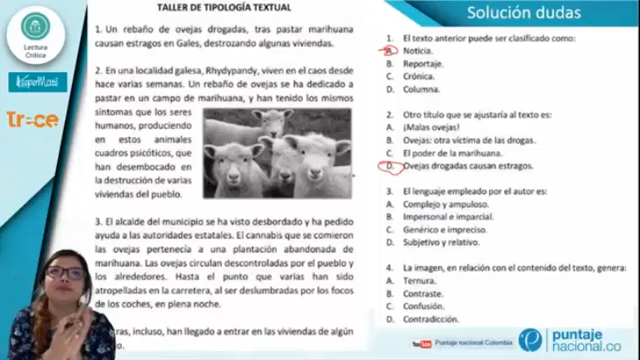 Lectura
Crítica
Trece
TALLER DE TIPOLOGÍA TEXTUAL
1. Un rebaño de ovejas drogadas, tras pastar marihuana
causan estragos en Gales, destrozando algunas viviendas.
2. En una localidad galesa, Rhydypandy, viven en el caos desde
hace varias semanas. Un rebaño de ovejas se ha dedicado a
pastar en un campo de marihuana, y han tenido los mismos
síntomas que los seres
humanos, produciendo
en estos animales
cuadros psicóticos, que
han desembocado en
la destrucción de varias
viviendas del pueblo.
3. El alcalde del municipio se ha visto desbordado y ha pedido
ayuda a las autoridades estatales. El cannabis que se comieron
las ovejas pertenecía a una plantación abandonada de
marihuana. Las ovejas circulan descontroladas por el pueblo y
los alrededores. Hasta el punto que varias han sido
atropelladas en la carretera, al ser deslumbradas por los focos
de los coches, en plena noche.
incluso, han llegado a entrar en las viviendas de algún
Solución dudas
1. El texto anterior puede ser clasificado como:
A. Noticia.
B. Reportaje.
C. Crónica.
D. Columna.
2. Otro título que se ajustaría al texto es:
A. ¡Malas ovejas!
B. Ovejas: otra víctima de las drogas.
C. El poder de la marihuana.
D. Ovejas drogadas causan estragos.
3. El lenguaje empleado por el autor es:
A. Complejo y ampuloso.
B. Impersonal e imparcial.
C. Genérico e impreciso.
D. Subjetivo y relativo.
4. La imagen, en relación con el contenido del texto, genera:
A. Ternura.
B. Contraste.
C. Confusión.
D. Contradicción.
YouTube Puntaje nacional Colombia
puntaje
nacional.co